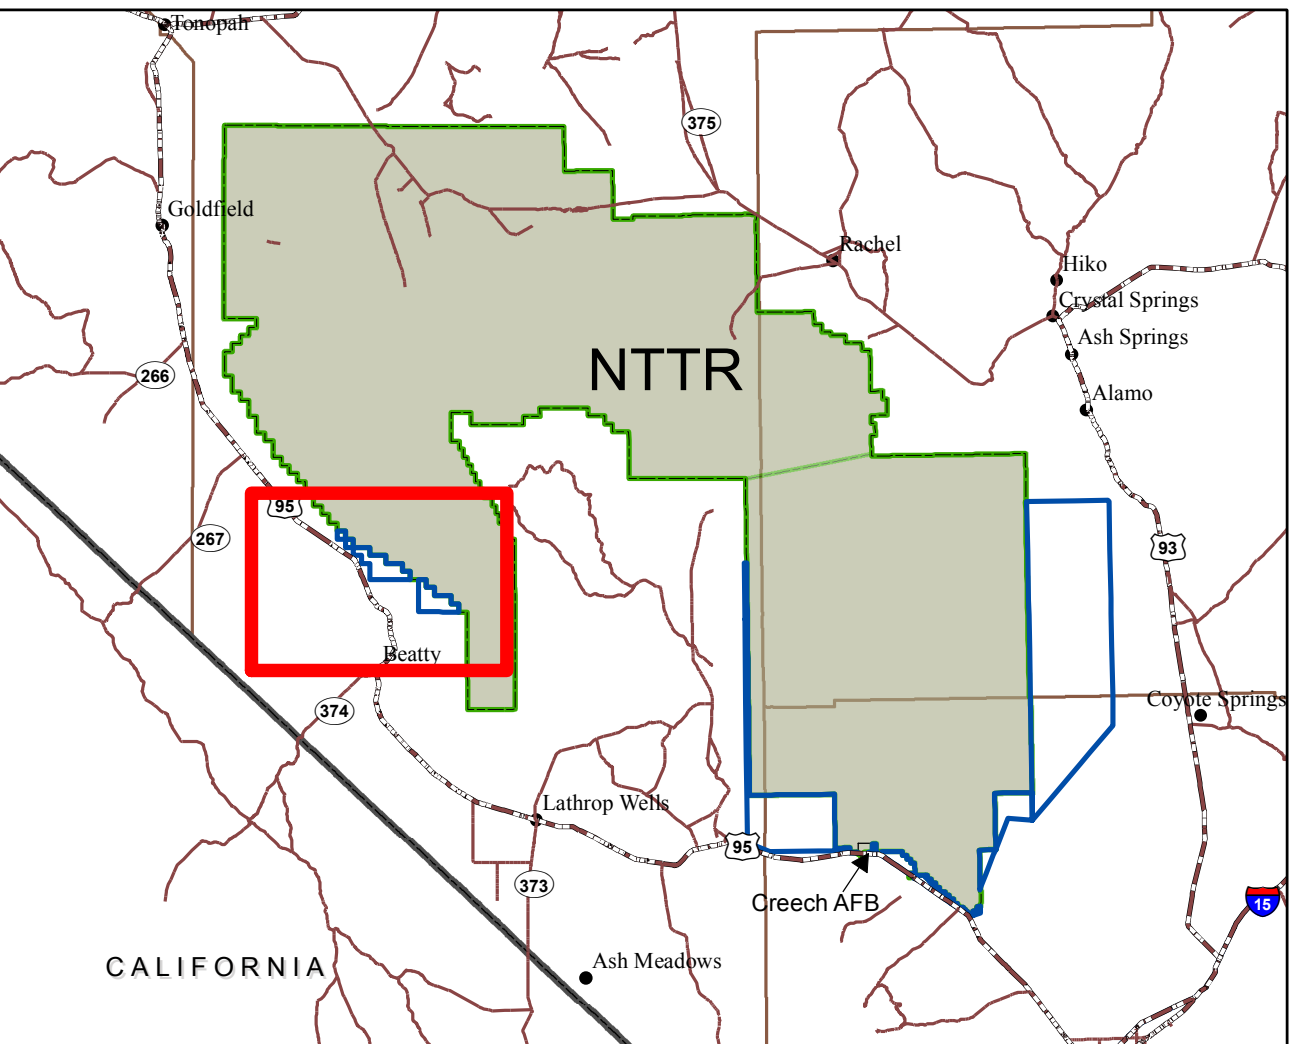 Tonopah
375
Goldfield
Rachel
Hiko
Crystal Springs
Ash Springs
NTTR
266
Alamo
95
267
93
Beatty
Coyote Springs
374
Lathrop Wells
95
373
Creech AFB
15
Ash Meadows
CALIFORNIA